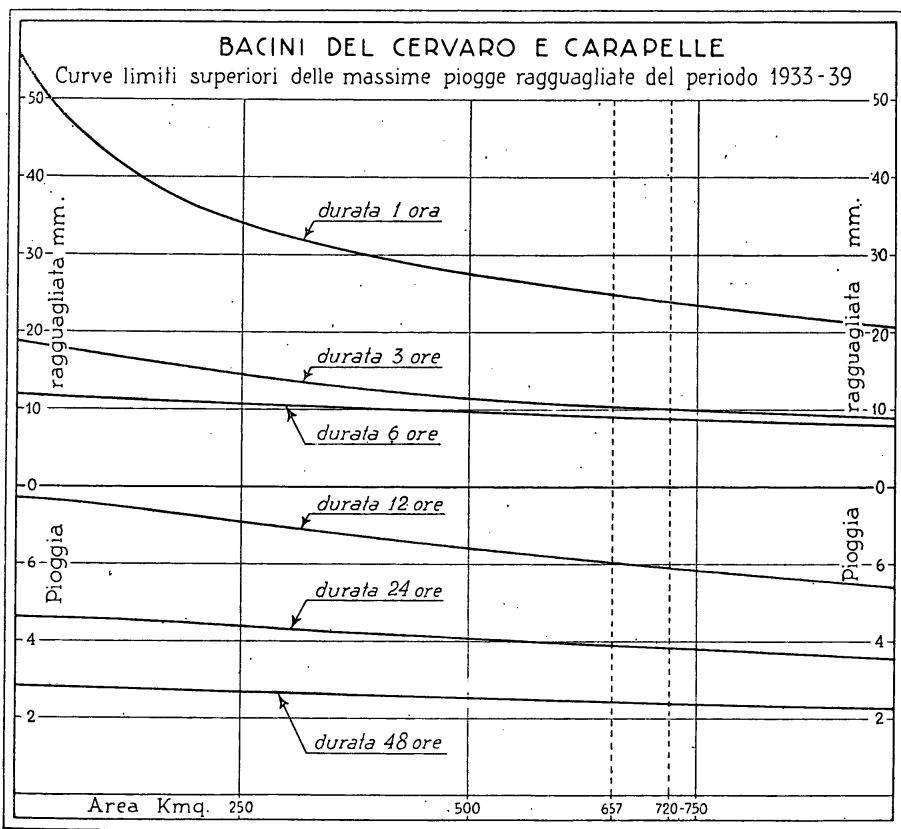 BACINI DEL CERVARO E CARAPELLE
Curve limiti superiori delle massime piogge ragguagliate del periodo 1933-39
50
50
40
40
durata 1 ora
30
30
ragguagliata mm.
ragguagliata mm.
20
20
durata 3 ore
10
10
durata 6 ore
0
0
durata 12 ore
Pioggia
Pioggia
6
6
durata 24 ore
4
4
2
2
durata 48 ore
Area Kmq.
250
500
657
720-750